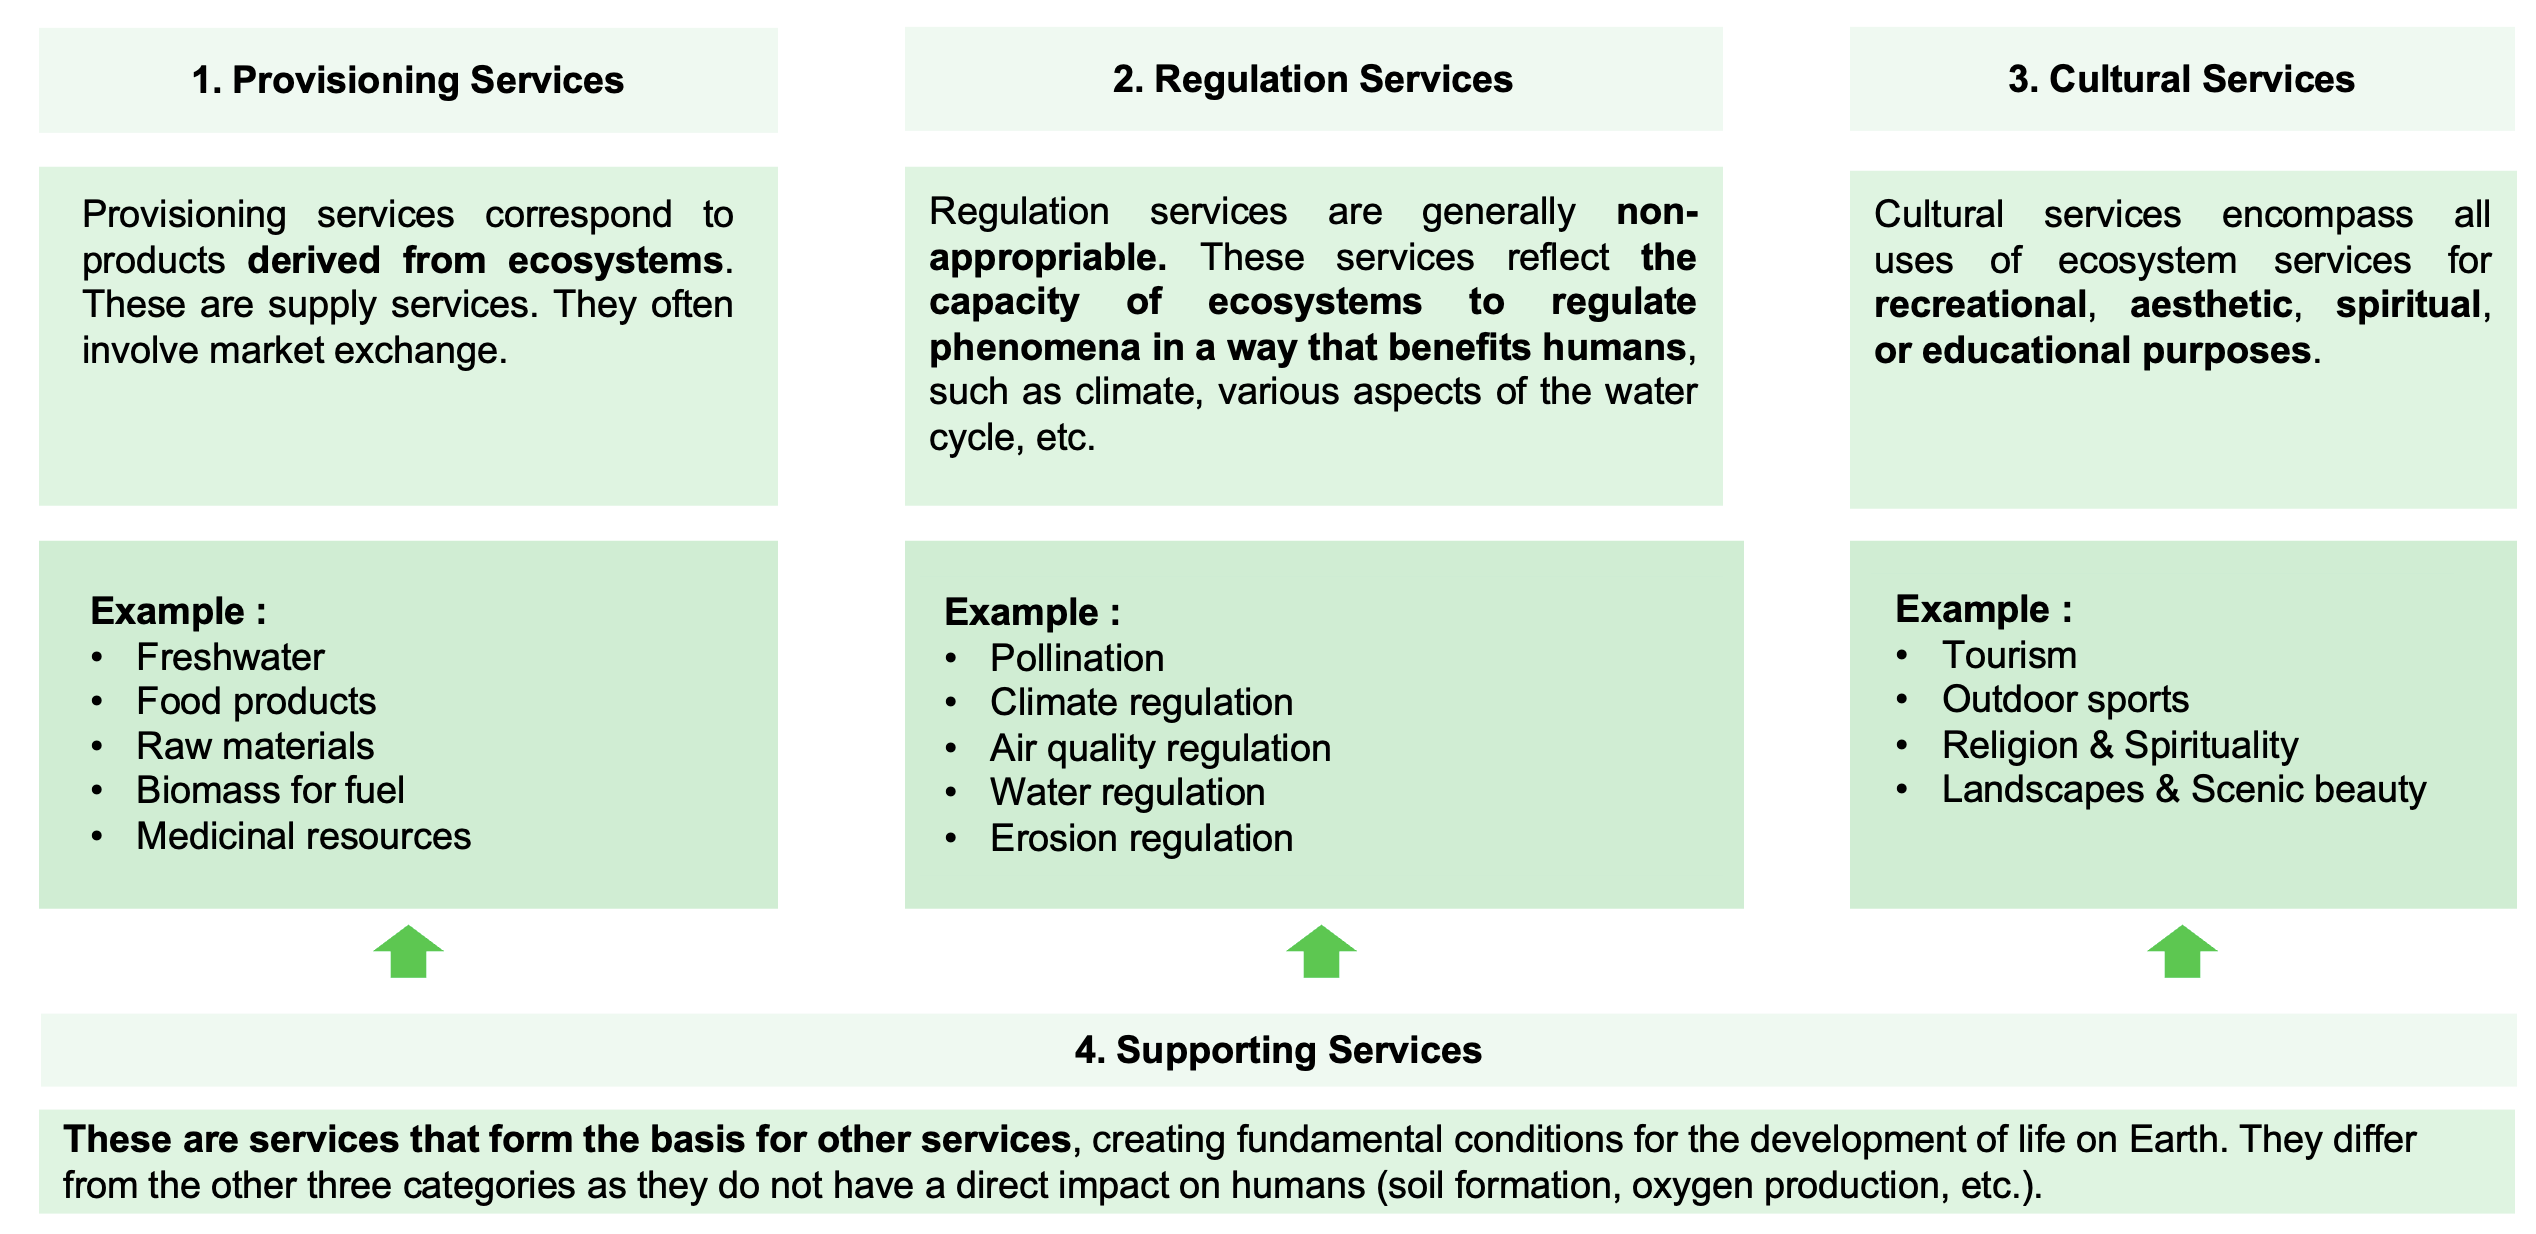 1. Provisioning Services
Provisioning services correspond to
products derived from ecosystems.
These are supply services. They often
involve market exchange.
Example :
• Freshwater
• Food products
• Raw materials
• Biomass for fuel
• Medicinal resources
2. Regulation Services
Regulation services are generally non-
appropriable. These services reflect the
capacity of ecosystems to regulate
phenomena in a way that benefits humans,
such as climate, various aspects of the water
cycle, etc.
Example :
• Pollination
• Climate regulation
• Air quality regulation
• Water regulation
• Erosion regulation
3. Cultural Services
Cultural services encompass all
uses of ecosystem services for
recreational, aesthetic, spiritual,
or educational purposes.
Example :
• Tourism
• Outdoor sports
• Religion & Spirituality
• Landscapes & Scenic beauty
4. Supporting Services
These are services that form the basis for other services, creating fundamental conditions for the development of life on Earth. They differ
from the other three categories as they do not have a direct impact on humans (soil formation, oxygen production, etc.).